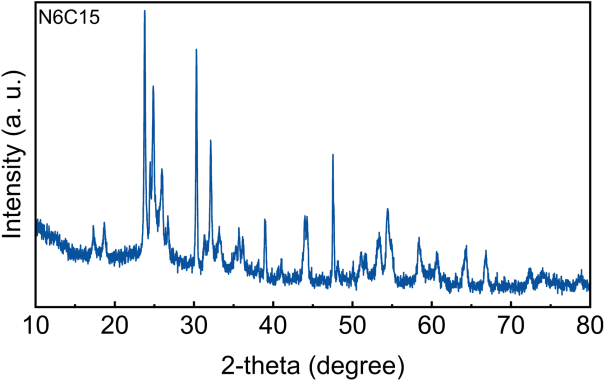 N6C15
Intensity (a. u.)
10 20 30 40 50 60 70 80
2-theta (degree)